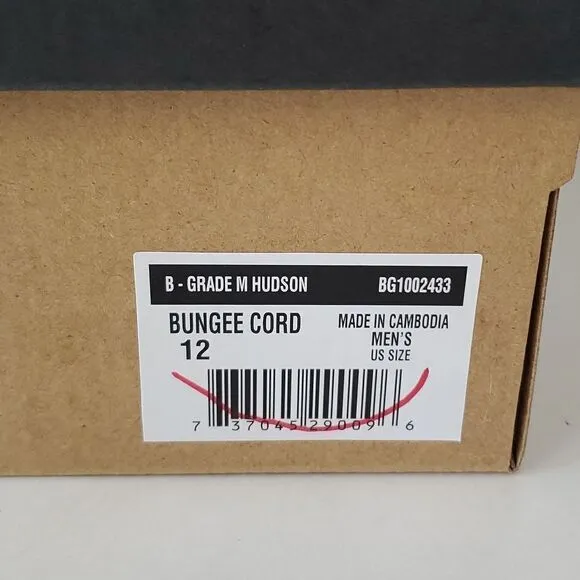 B - GRADE M HUDSON BG1002433
BUNGEE CORD
12
MADE IN CAMBODIA
MEN'S
US SIZE
7 37045 29009 6